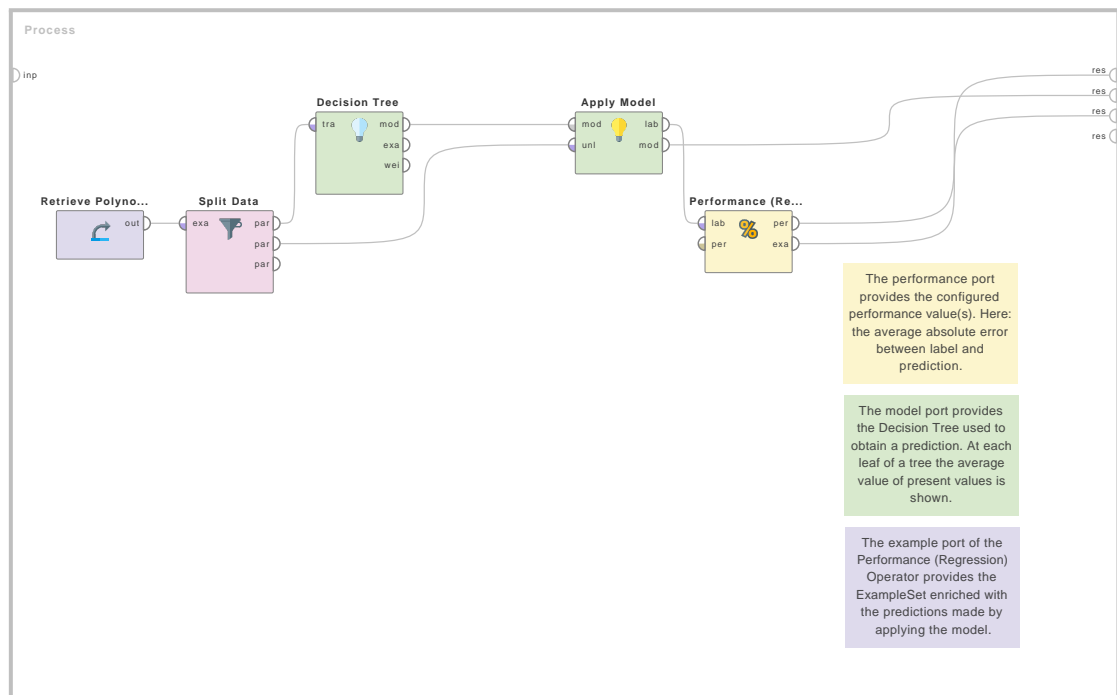 Process
inp
res
res
res
res
Decision Tree
tra
mod
exa
wei
Apply Model
mod
lab
unl
mod
Retrieve Polyno...
out
Split Data
exa
par
par
par
Performance (Re...
lab
per
per
exa
The performance port
provides the configured
performance value(s). Here:
the average absolute error
between label and
prediction.
The model port provides
the Decision Tree used to
obtain a prediction. At each
leaf of a tree the average
value of present values is
shown.
The example port of the
Performance (Regression)
Operator provides the
ExampleSet enriched with
the predictions made by
applying the model.